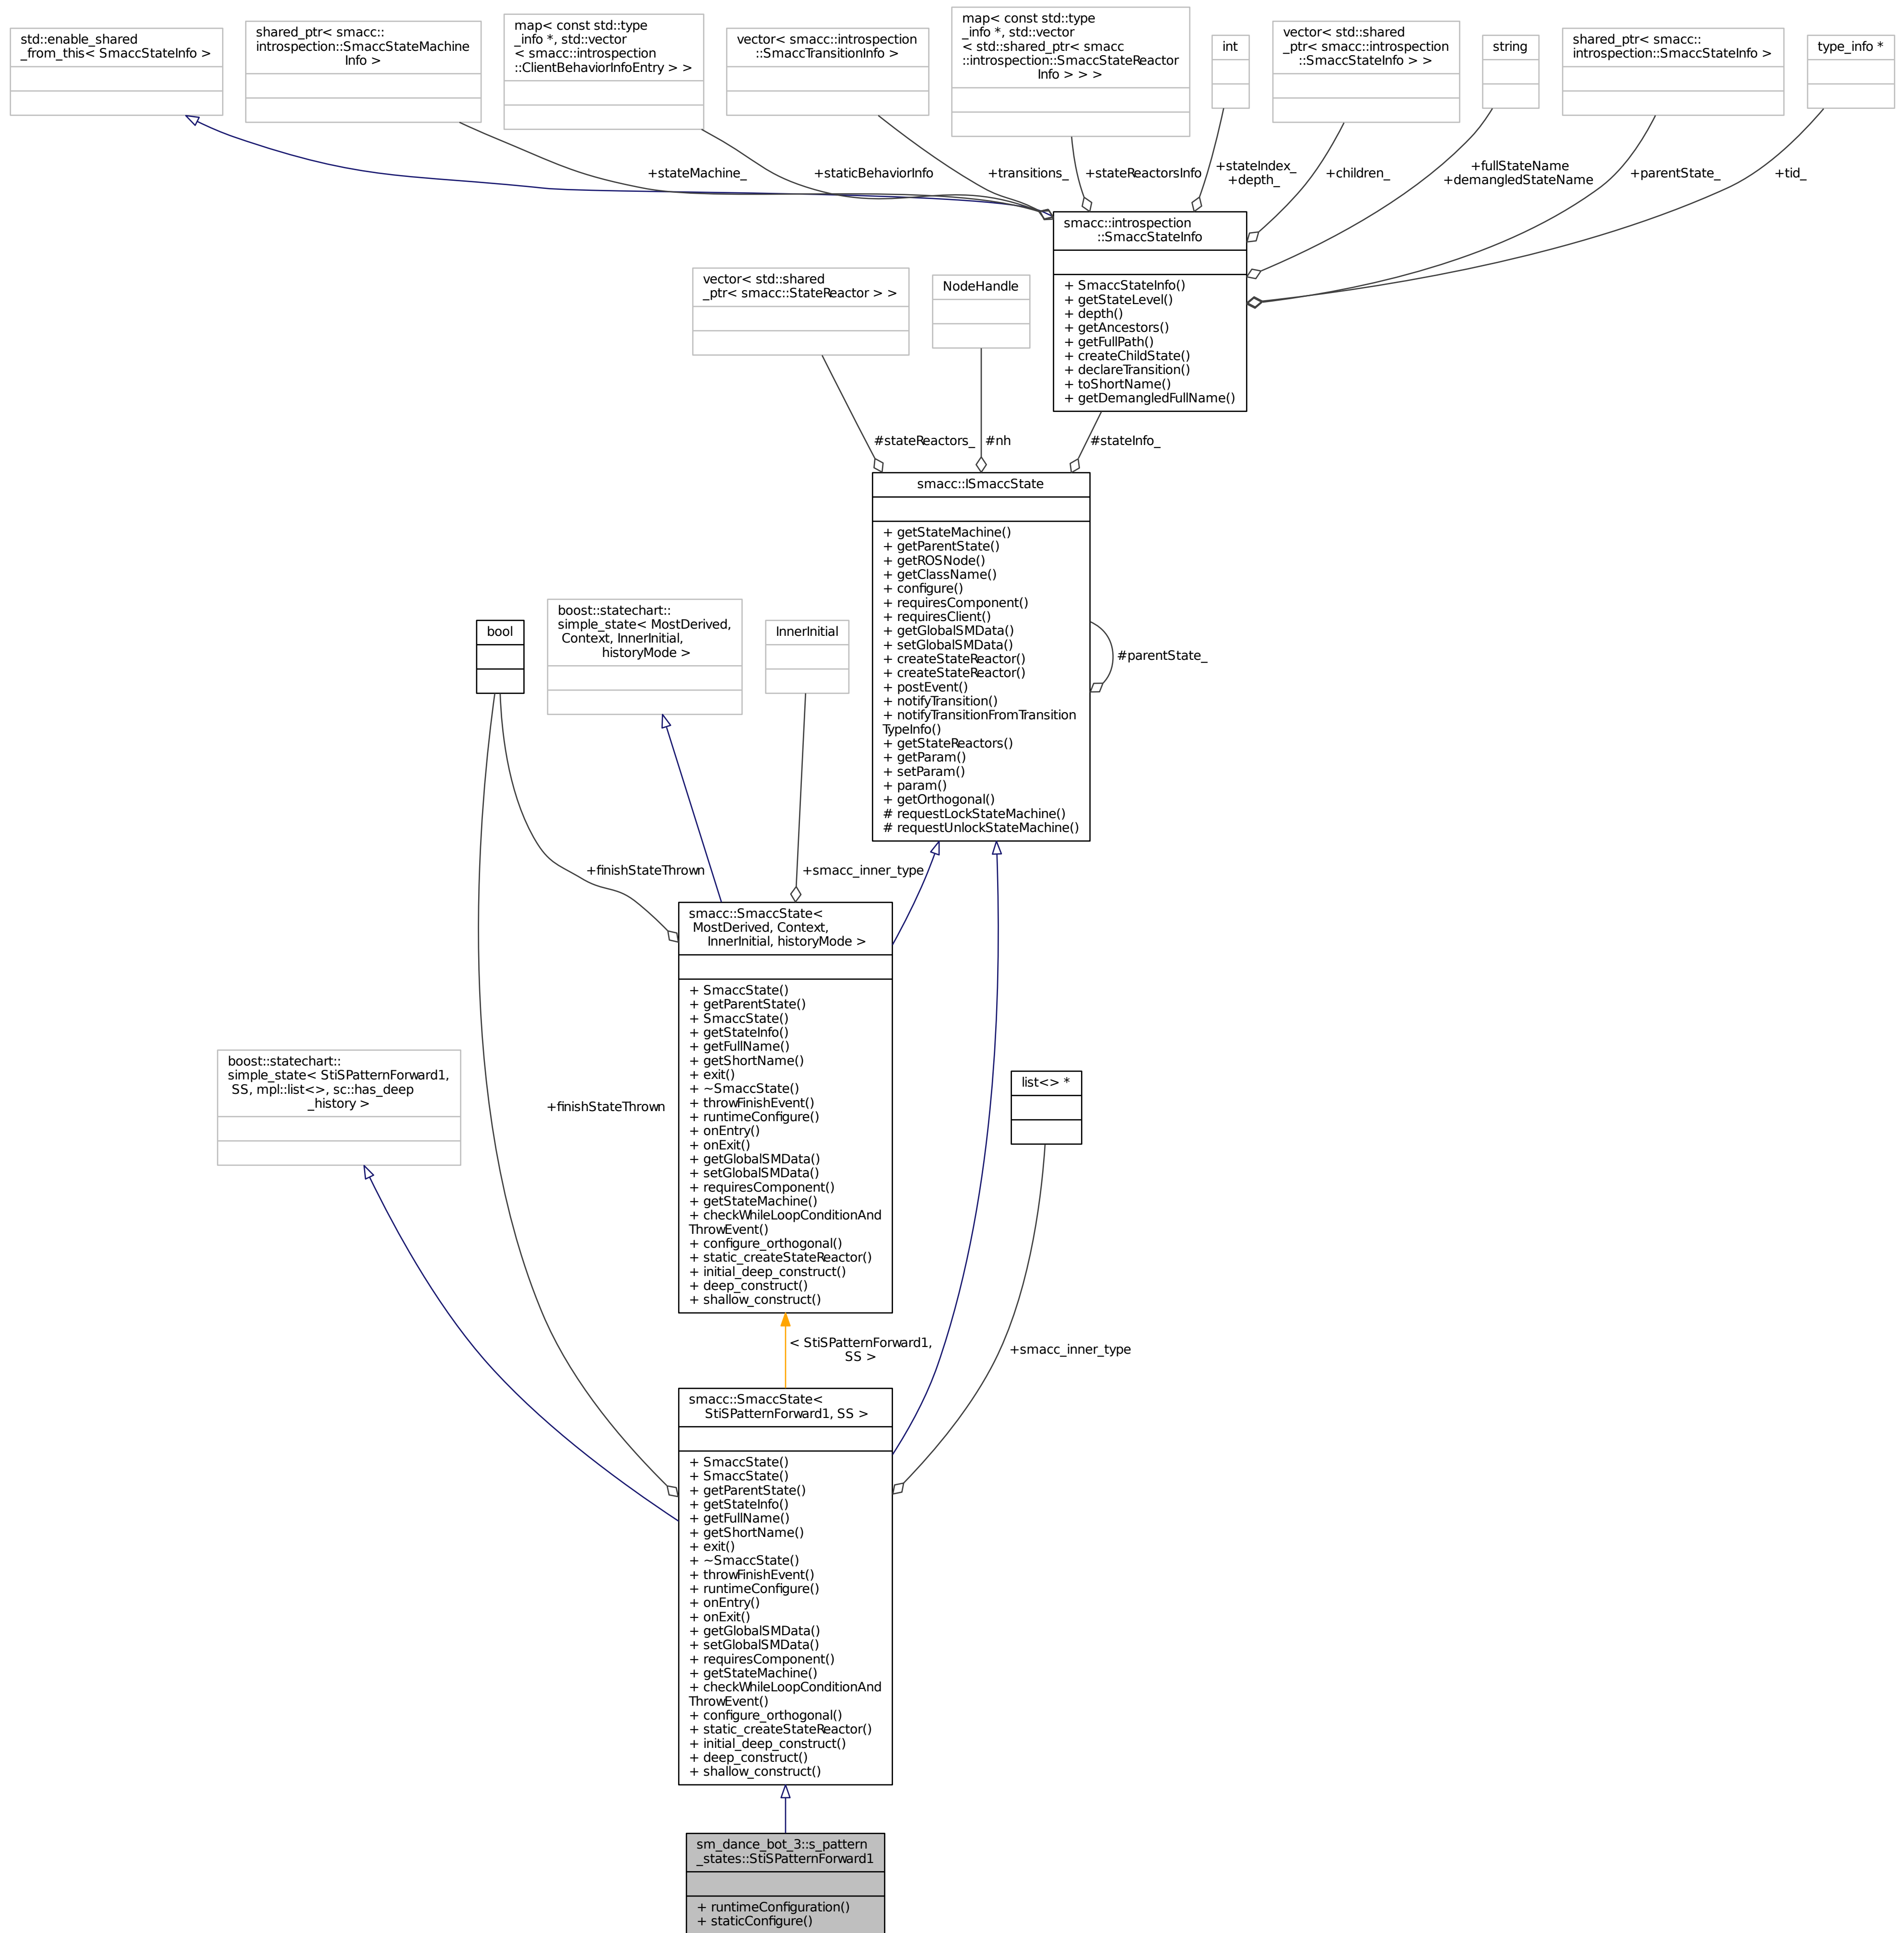 std::enable_shared
_from_this< SmaccStateInfo >
shared_ptr< smacc::
introspection::SmaccStateMachine
Info >
map< const std::type
_info *, std::vector
< smacc::introspection
::ClientBehaviorInfoEntry > >
vector< smacc::introspection
::SmaccTransitionInfo >
map< const std::type
_info *, std::vector
< std::shared_ptr< smacc
::introspection::SmaccStateReactor
Info > > >
int
vector< std::shared
_ptr< smacc::introspection
::SmaccStateInfo > >
string
shared_ptr< smacc::
introspection::SmaccStateInfo >
type_info *
+stateMachine_
+staticBehaviorInfo
+transitions_
+stateReactorsInfo
+stateIndex_
+depth_
+children_
+fullStateName
+demangledStateName
+parentState_
+tid_
smacc::introspection
::SmaccStateInfo
+ SmaccStateInfo()
+ getStateLevel()
+ depth()
+ getAncestors()
+ getFullPath()
+ createChildState()
+ declareTransition()
+ toShortName()
+ getDemangledFullName()
vector< std::shared
_ptr< smacc::StateReactor > >
NodeHandle
#stateReactors_
#nh
#stateInfo_
smacc::ISmaccState
+ getStateMachine()
+ getParentState()
+ getROSNode()
+ getClassName()
+ configure()
+ requiresComponent()
+ requiresClient()
+ getGlobalSMData()
+ setGlobalSMData()
+ createStateReactor()
+ createStateReactor()
+ postEvent()
+ notifyTransition()
+ notifyTransitionFromTransition
TypeInfo()
+ getStateReactors()
+ getParam()
+ setParam()
+ param()
+ getOrthogonal()
# requestLockStateMachine()
# requestUnlockStateMachine()
#parentState_
bool
boost::statechart::
simple_state< MostDerived,
Context, InnerInitial,
historyMode >
InnerInitial
+finishStateThrown
+smacc_inner_type
smacc::SmaccState<
MostDerived, Context,
InnerInitial, historyMode >
+ SmaccState()
+ getParentState()
+ SmaccState()
+ getStateInfo()
+ getFullName()
+ getShortName()
+ exit()
+ ~SmaccState()
+ throwFinishEvent()
+ runtimeConfigure()
+ onEntry()
+ onExit()
+ getGlobalSMData()
+ setGlobalSMData()
+ requiresComponent()
+ getStateMachine()
+ checkWhileLoopConditionAnd
ThrowEvent()
+ configure_orthogonal()
+ static_createStateReactor()
+ initial_deep_construct()
+ deep_construct()
+ shallow_construct()
boost::statechart::
simple_state< StiSPatternForward1,
SS, mpl::list<>, sc::has_deep
_history >
+finishStateThrown
list<> *
< StiSPatternForward1,
SS >
+smacc_inner_type
smacc::SmaccState<
StiSPatternForward1, SS >
+ SmaccState()
+ SmaccState()
+ getParentState()
+ getStateInfo()
+ getFullName()
+ getShortName()
+ exit()
+ ~SmaccState()
+ throwFinishEvent()
+ runtimeConfigure()
+ onEntry()
+ onExit()
+ getGlobalSMData()
+ setGlobalSMData()
+ requiresComponent()
+ getStateMachine()
+ checkWhileLoopConditionAnd
ThrowEvent()
+ configure_orthogonal()
+ static_createStateReactor()
+ initial_deep_construct()
+ deep_construct()
+ shallow_construct()
sm_dance_bot_3::s_pattern
_states::StiSPatternForward1
+ runtimeConfiguration()
+ staticConfigure()